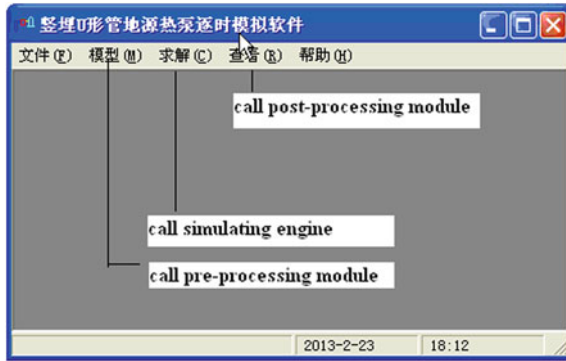 竖埋U形管地源热泵逐时模拟软件
文件(F) 模型(M) 求解(C) 查看(R) 帮助(H)
call post-processing module
call simulating engine
call pre-processing module
2013-2-23 18:12